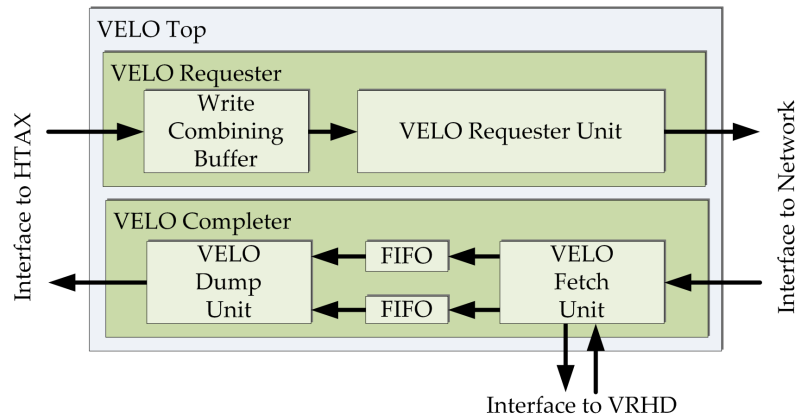 VELO Top
VELO Requester
Write
Combining
Buffer
VELO Requester Unit
Interface to HTAX
Interface to Network
VELO Completer
VELO
Dump
Unit
FIFO
FIFO
VELO
Fetch
Unit
Interface to VRHD